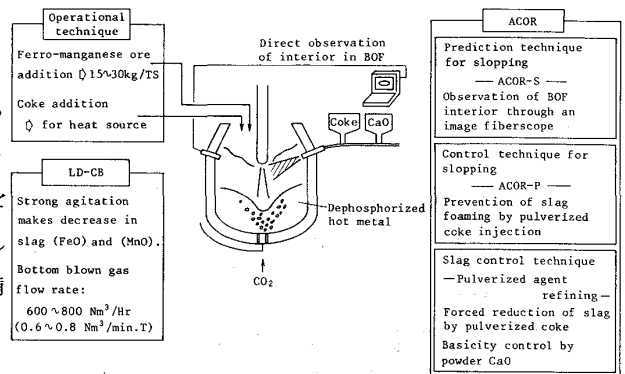 Operational
technique
Ferro-manganese ore
addition ⇨ 15~30kg/TS
Coke addition
⇨ for heat source
LD-CB
Strong agitation
makes decrease in
slag (FeO) and (MnO).
Bottom blown gas
flow rate:
600 ~ 800 Nm³/Hr
(0.6 ~ 0.8 Nm³/min.T)
Direct observation
of interior in BOF
Coke
CaO
Dephosphorized
hot metal
CO₂
ACOR
Prediction technique
for slopping
— ACOR-S —
Observation of BOF
interior through an
image fiberscope
Control technique for
slopping
— ACOR-P —
Prevention of slag
foaming by pulverized
coke injection
Slag control technique
—Pulverized agent
refining—
Forced reduction of slag
by pulverized coke
Basicity control by
powder CaO